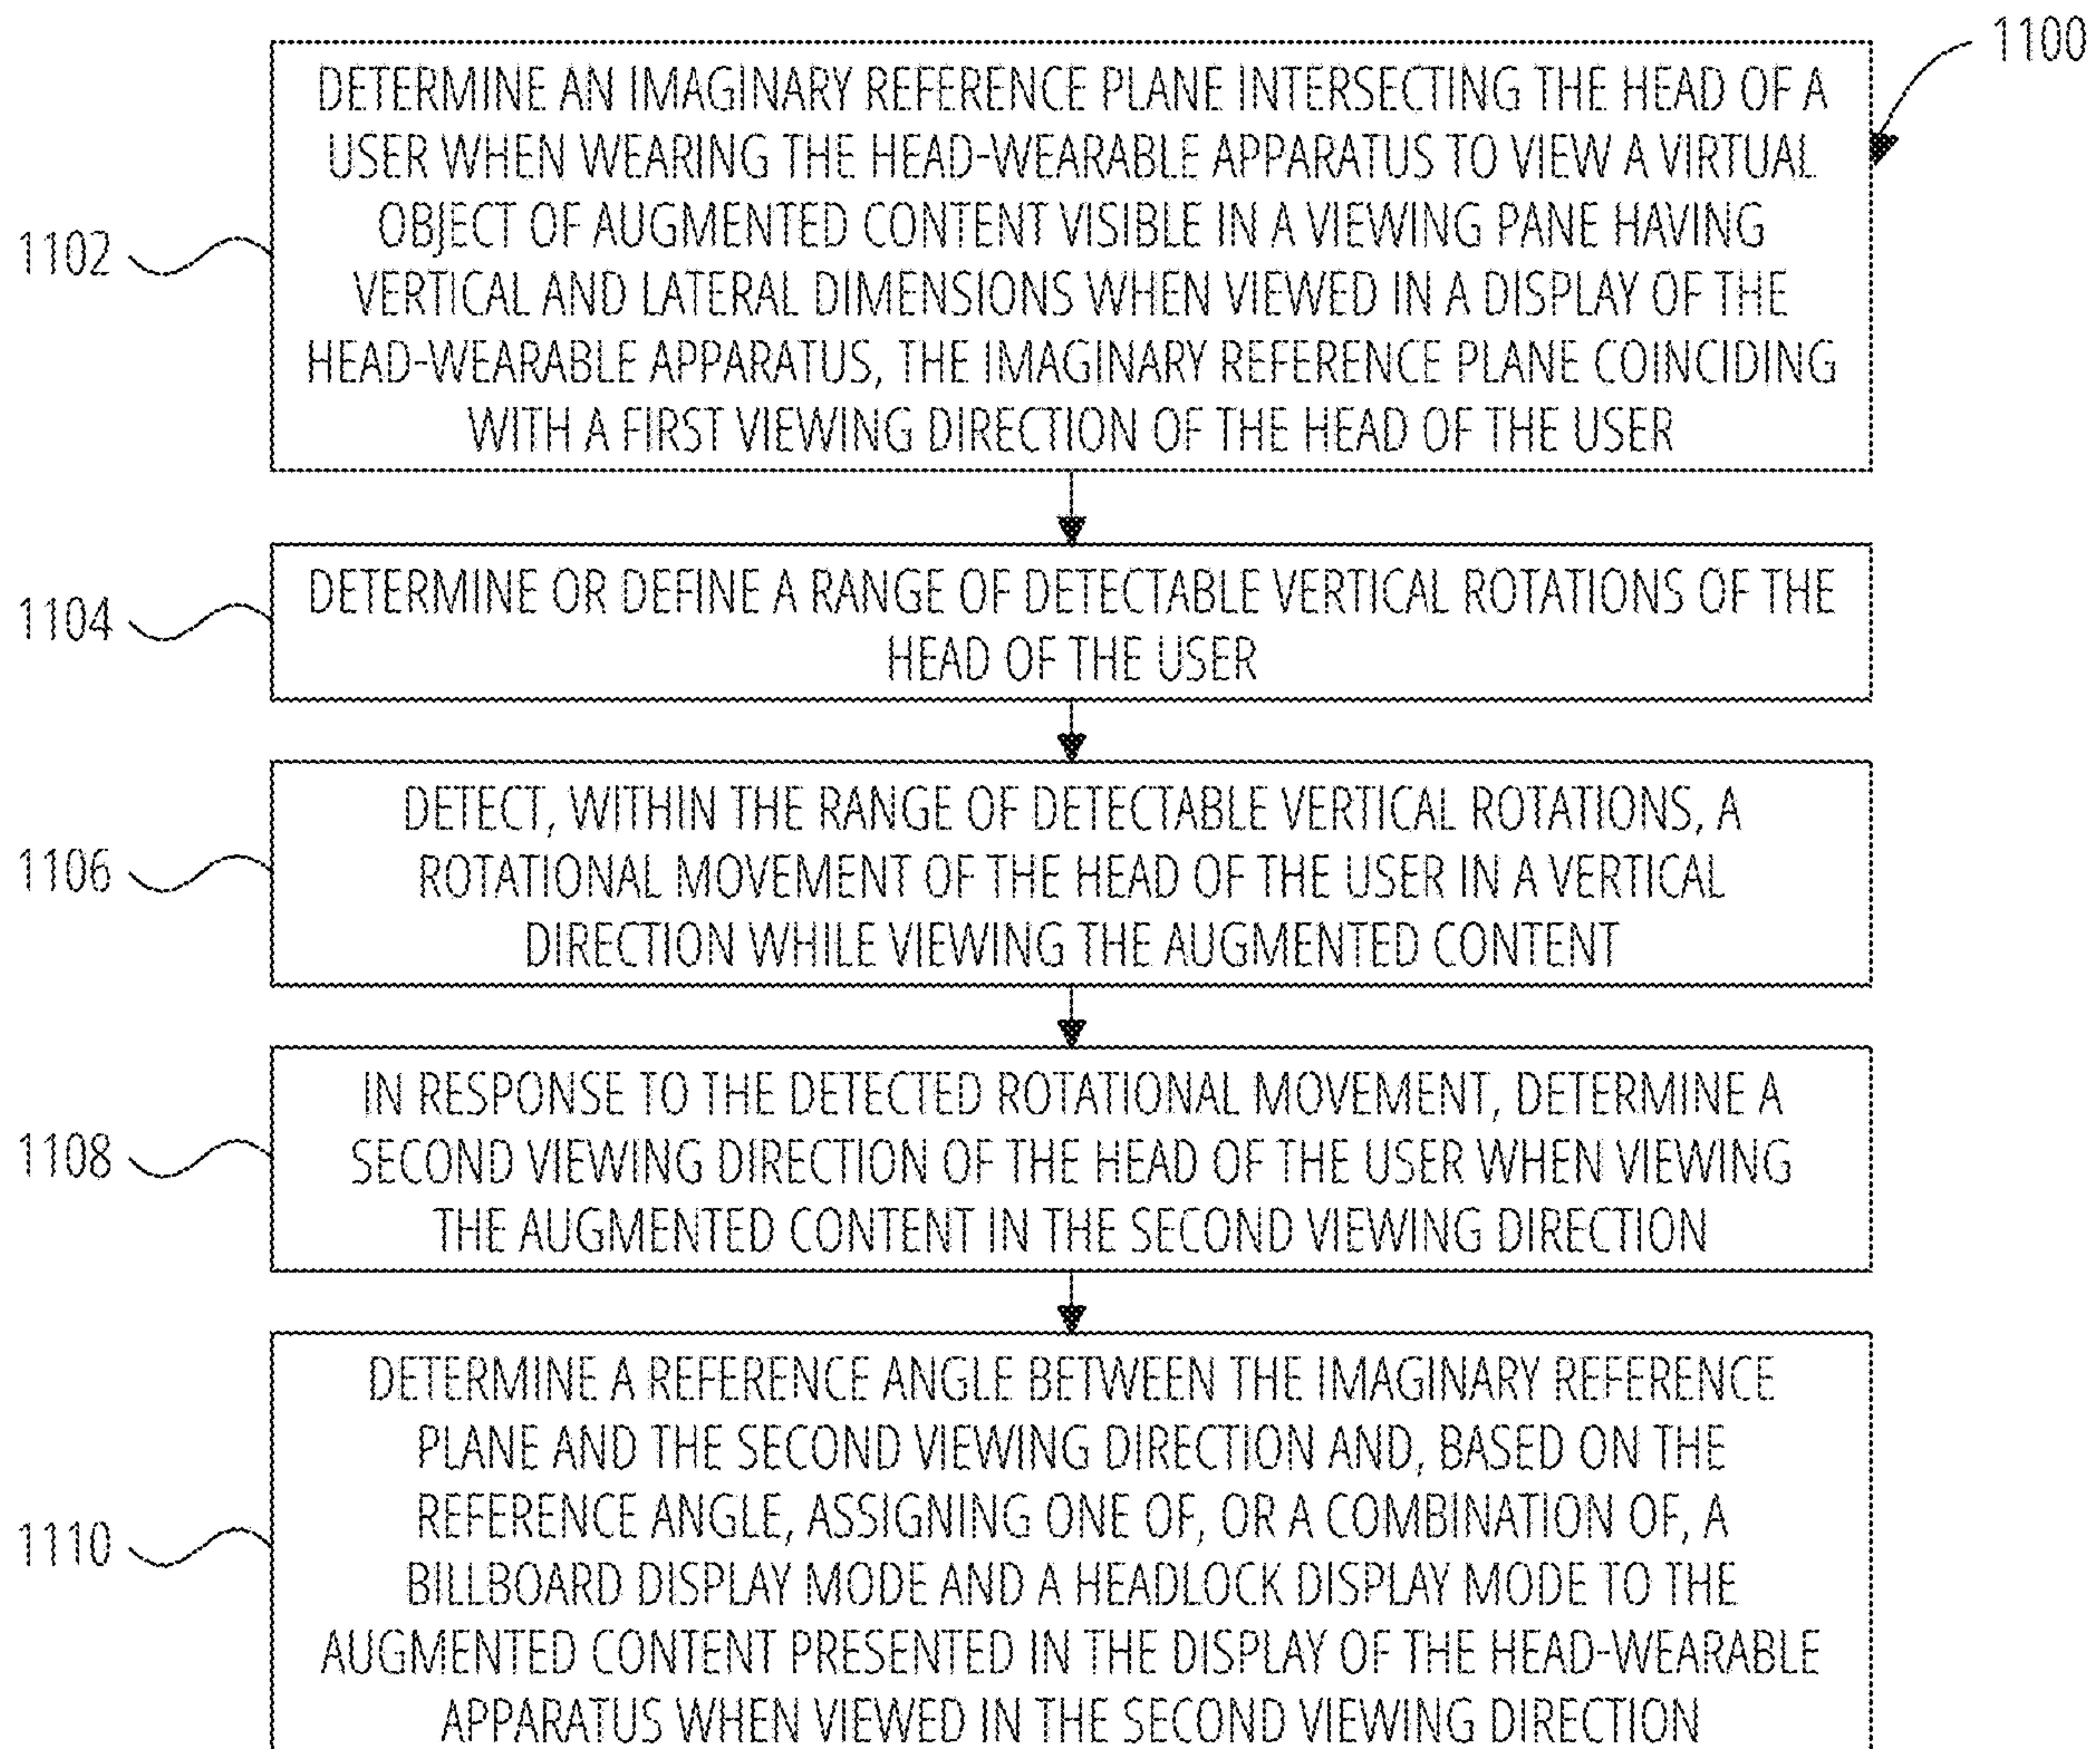 1100
DETERMINE AN IMAGINARY REFERENCE PLANE INTERSECTING THE HEAD OF A
USER WHEN WEARING THE HEAD-WEARABLE APPARATUS TO VIEW A VIRTUAL
OBJECT OF AUGMENTED CONTENT VISIBLE IN A VIEWING PANE HAVING
VERTICAL AND LATERAL DIMENSIONS WHEN VIEWED IN A DISPLAY OF THE
HEAD-WEARABLE APPARATUS, THE IMAGINARY REFERENCE PLANE COINCIDING
WITH A FIRST VIEWING DIRECTION OF THE HEAD OF THE USER
1102
DETERMINE OR DEFINE A RANGE OF DETECTABLE VERTICAL ROTATIONS OF THE
HEAD OF THE USER
1104
DETECT, WITHIN THE RANGE OF DETECTABLE VERTICAL ROTATIONS, A
ROTATIONAL MOVEMENT OF THE HEAD OF THE USER IN A VERTICAL
DIRECTION WHILE VIEWING THE AUGMENTED CONTENT
1106
IN RESPONSE TO THE DETECTED ROTATIONAL MOVEMENT, DETERMINE A
SECOND VIEWING DIRECTION OF THE HEAD OF THE USER WHEN VIEWING
THE AUGMENTED CONTENT IN THE SECOND VIEWING DIRECTION
1108
DETERMINE A REFERENCE ANGLE BETWEEN THE IMAGINARY REFERENCE
PLANE AND THE SECOND VIEWING DIRECTION AND, BASED ON THE
REFERENCE ANGLE, ASSIGNING ONE OF, OR A COMBINATION OF, A
BILLBOARD DISPLAY MODE AND A HEADLOCK DISPLAY MODE TO THE
AUGMENTED CONTENT PRESENTED IN THE DISPLAY OF THE HEAD-WEARABLE
APPARATUS WHEN VIEWED IN THE SECOND VIEWING DIRECTION
1110